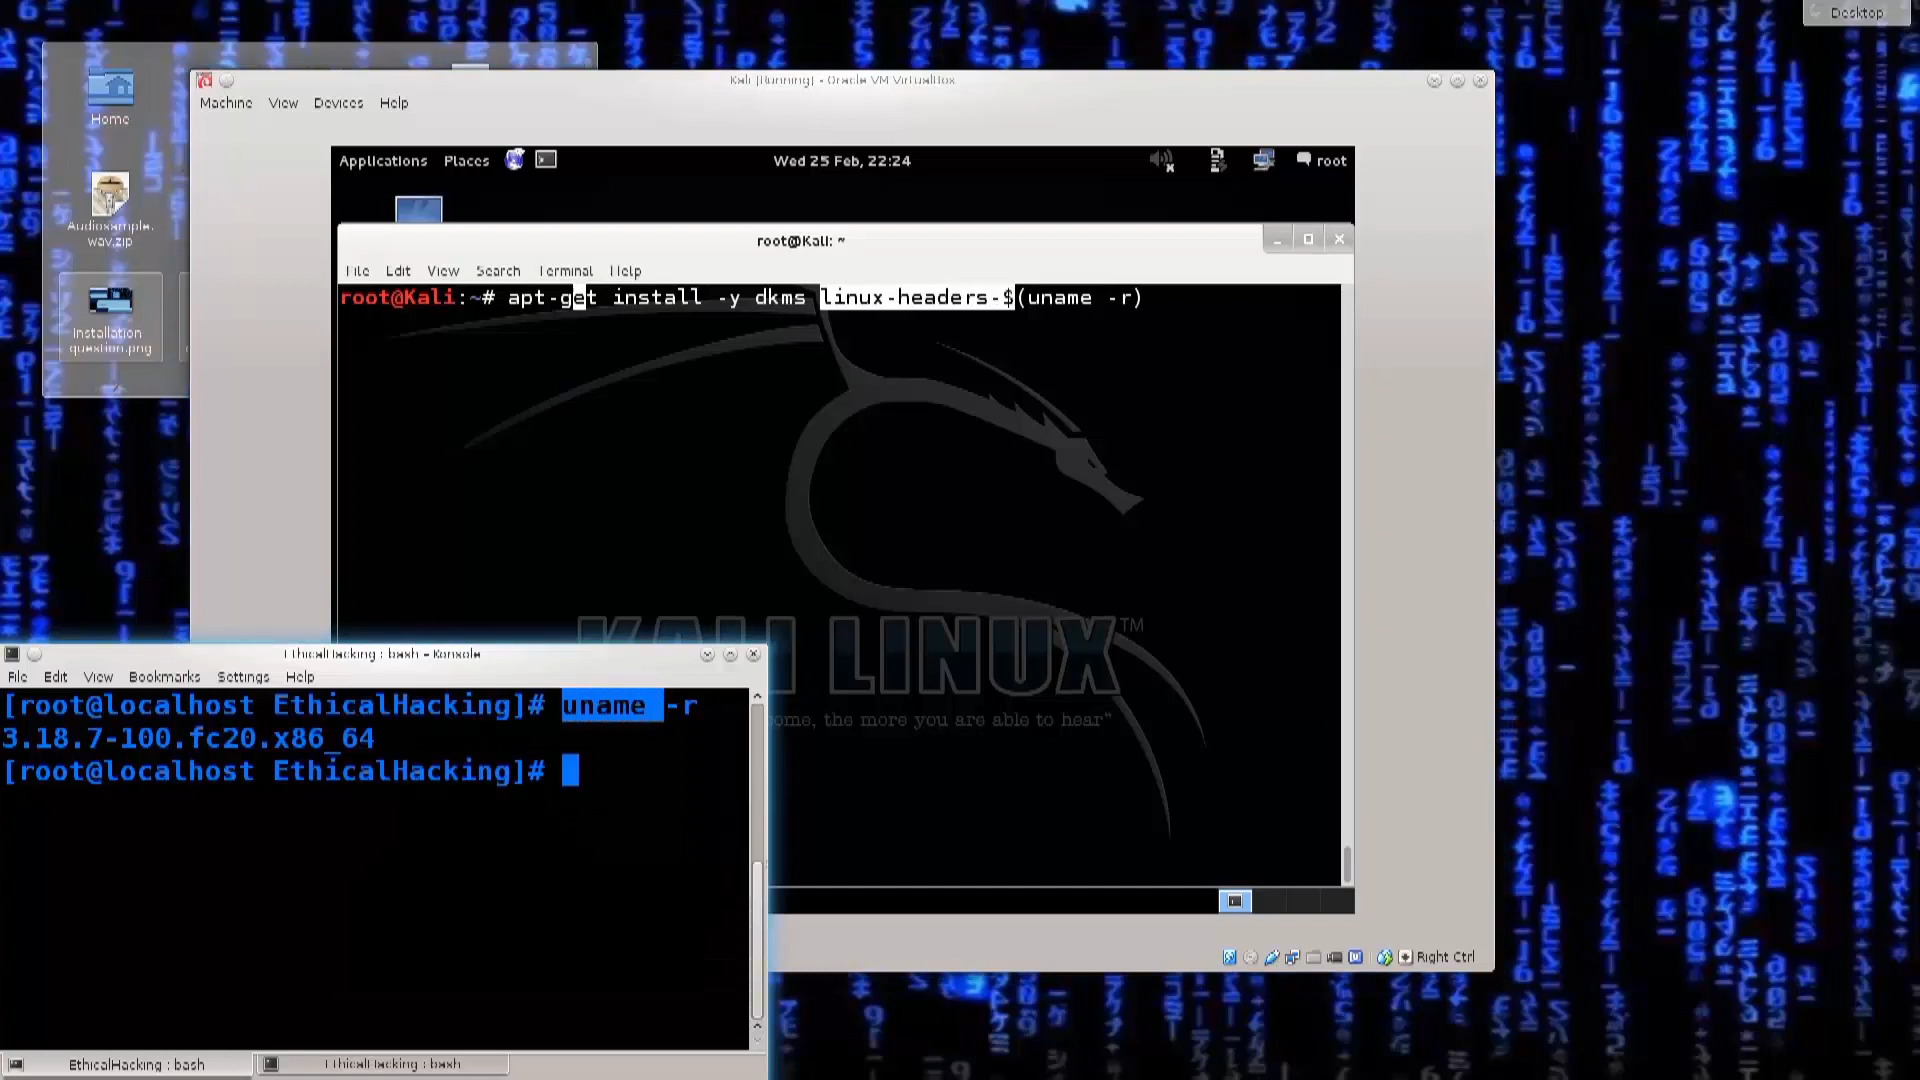 Desktop
Home
Audiosample.
wav.zip
Installation
question.png
Kali [Running] - Oracle VM VirtualBox
Machine View Devices Help
Applications Places
Wed 25 Feb, 22:24
root
root@Kali: ~
File Edit View Search Terminal Help
root@Kali:~# apt-get install -y dkms linux-headers-$(uname -r)
KALI LINUX™
ome, the more you are able to hear"
EthicalHacking : bash - Konsole
File Edit View Bookmarks Settings Help
[root@localhost EthicalHacking]# uname -r
3.18.7-100.fc20.x86_64
[root@localhost EthicalHacking]#
Right Ctrl
EthicalHacking : bash
EthicalHacking : bash